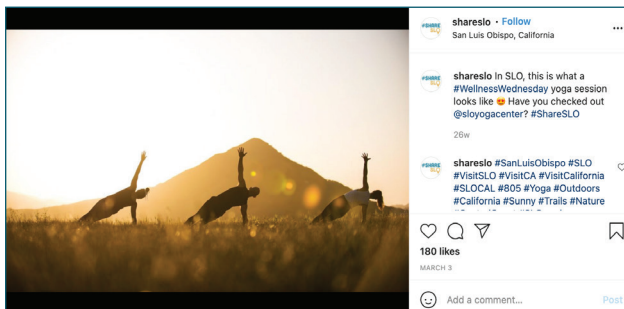 #SHARE SLO
shareslo • Follow
San Luis Obispo, California
#SHARE SLO
shareslo In SLO, this is what a
#WellnessWednesday yoga session
looks like 😍 Have you checked out
@sloyogacenter? #ShareSLO
26w
#SHARE SLO
shareslo #SanLuisObispo #SLO
#VisitSLO #VisitCA #VisitCalifornia
#SLOCAL #805 #Yoga #Outdoors
#California #Sunny #Trails #Nature
180 likes
MARCH 3
Add a comment...
Post